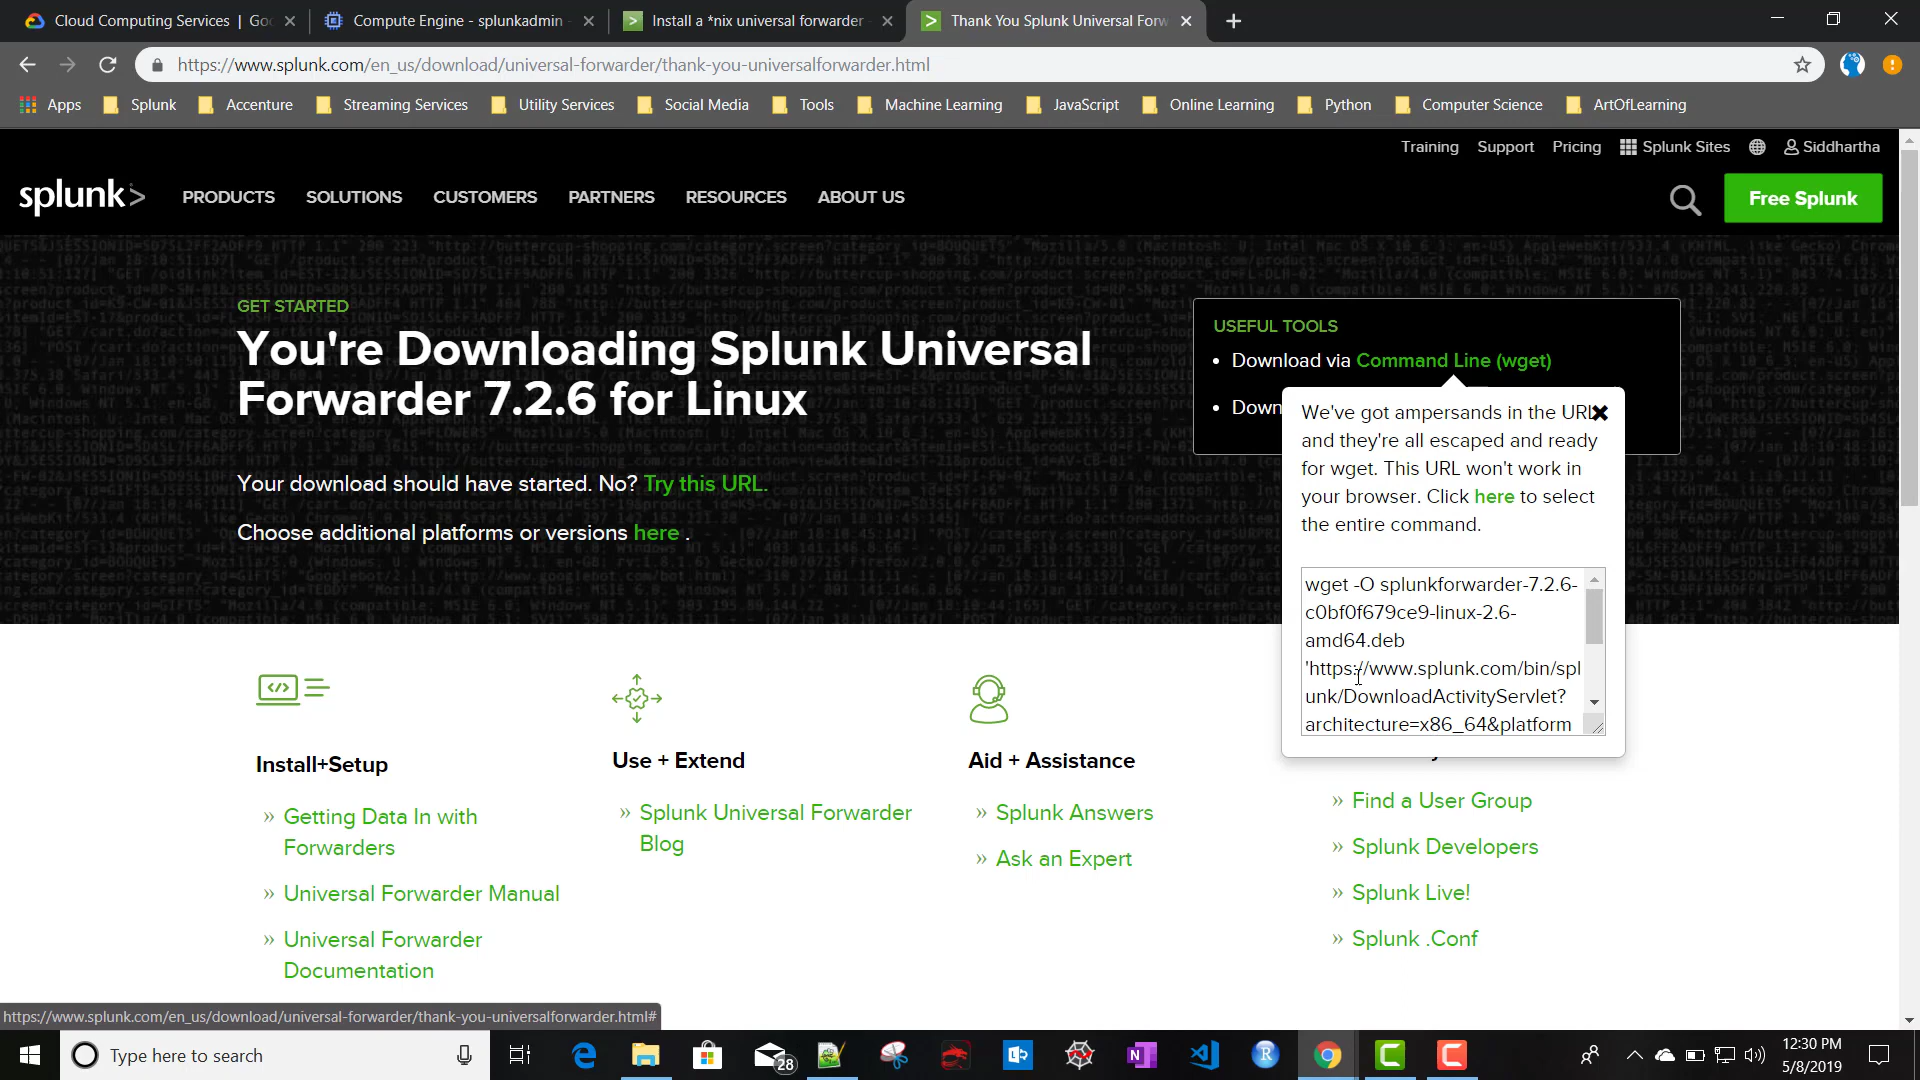 Cloud Computing Services | Goo
Compute Engine - splunkadmin -
Install a *nix universal forwarder
Thank You Splunk Universal Forw
https://www.splunk.com/en_us/download/universal-forwarder/thank-you-universalforwarder.html
Apps
Splunk
Accenture
Streaming Services
Utility Services
Social Media
Tools
Machine Learning
JavaScript
Online Learning
Python
Computer Science
ArtOfLearning
Training
Support
Pricing
Splunk Sites
Siddhartha
splunk>
PRODUCTS
SOLUTIONS
CUSTOMERS
PARTNERS
RESOURCES
ABOUT US
Free Splunk
GET STARTED
You're Downloading Splunk Universal
Forwarder 7.2.6 for Linux
Your download should have started. No? Try this URL.
Choose additional platforms or versions here .
USEFUL TOOLS
• Download via Command Line (wget)
• Down
We've got ampersands in the URL
and they're all escaped and ready
for wget. This URL won't work in
your browser. Click here to select
the entire command.
wget -O splunkforwarder-7.2.6-
c0bf0f679ce9-linux-2.6-
amd64.deb
'https://www.splunk.com/bin/spl
unk/DownloadActivityServlet?
architecture=x86_64&platform
Install+Setup
» Getting Data In with
Forwarders
» Universal Forwarder Manual
» Universal Forwarder
Documentation
Use + Extend
» Splunk Universal Forwarder
Blog
Aid + Assistance
» Splunk Answers
» Ask an Expert
» Find a User Group
» Splunk Developers
» Splunk Live!
» Splunk .Conf
https://www.splunk.com/en_us/download/universal-forwarder/thank-you-universalforwarder.html#
Type here to search
28
12:30 PM
5/8/2019